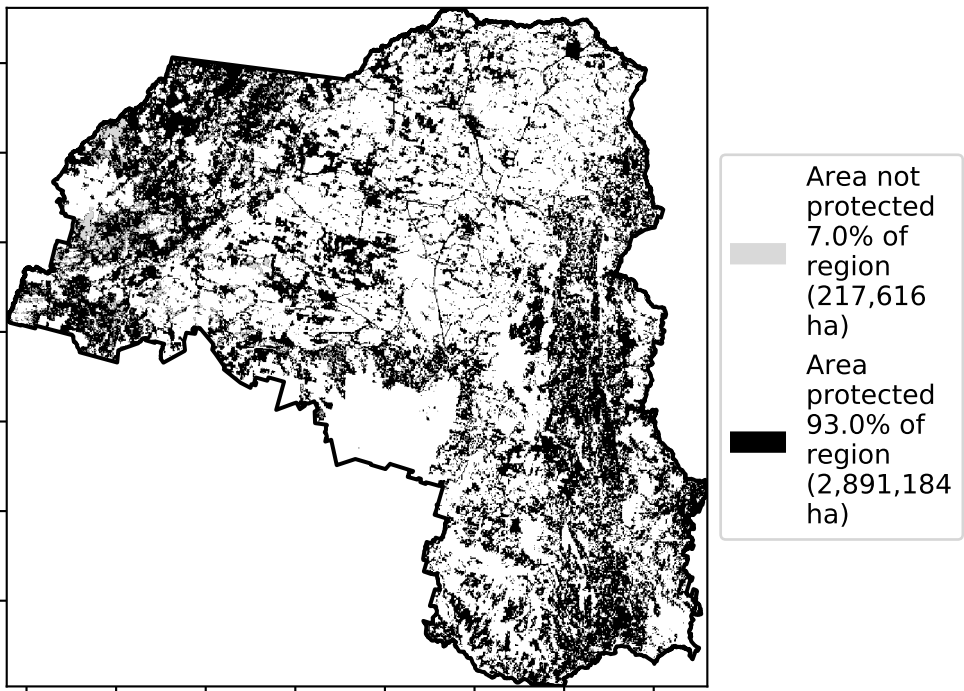 Area not
protected
7.0% of
region
(217,616
ha)
Area
protected
93.0% of
region
(2,891,184
ha)